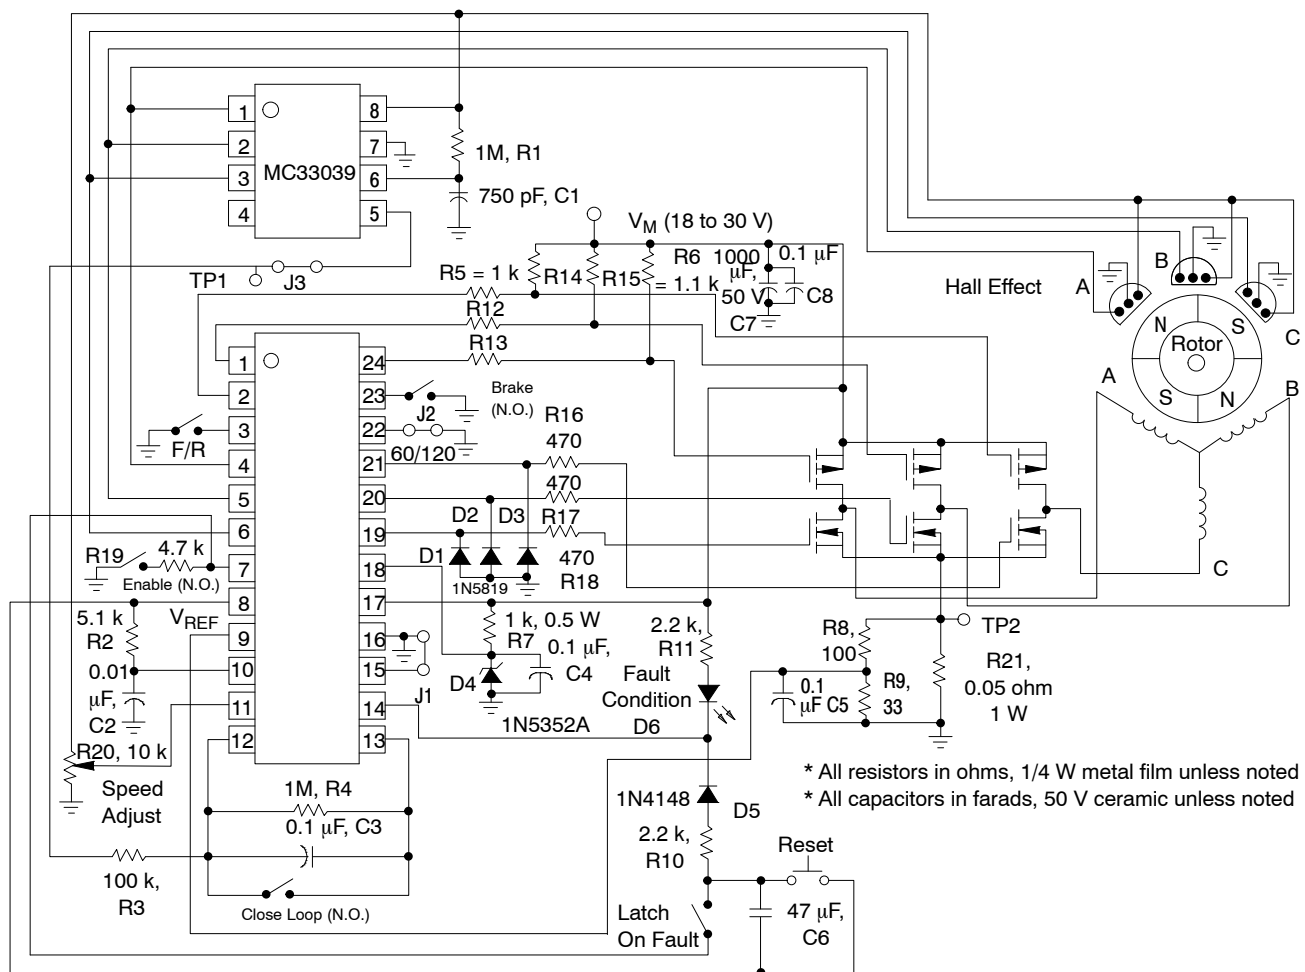 1
2
3
4
8
7
6
5
MC33039
1M, R1
750 pF, C1
VM (18 to 30 V)
TP1
J3
R5 = 1 k
R14
R15
R6
= 1.1 k
1000
µF,
50 V
C7
0.1 µF
C8
R12
R13
Hall Effect
A
B
C
N
S
Rotor
S
N
A
B
C
1
2
3
4
5
6
7
8
9
10
11
12
24
23
22
21
20
19
18
17
16
15
14
13
F/R
Brake
(N.O.)
J2
60/120
R16
470
470
R17
470
R18
D2
D3
D1
1N5819
R19
4.7 k
Enable (N.O.)
5.1 k
R2
VREF
0.01
µF,
C2
R20, 10 k
Speed
Adjust
1 k, 0.5 W
R7
0.1 µF,
C4
D4
1N5352A
J1
2.2 k,
R11
Fault
Condition
D6
R8,
100
0.1
µF C5
R9,
33
TP2
R21,
0.05 ohm
1 W
* All resistors in ohms, 1/4 W metal film unless noted
* All capacitors in farads, 50 V ceramic unless noted
1M, R4
0.1 µF, C3
100 k,
R3
Close Loop (N.O.)
1N4148
D5
2.2 k,
R10
Reset
Latch
On Fault
47 µF,
C6